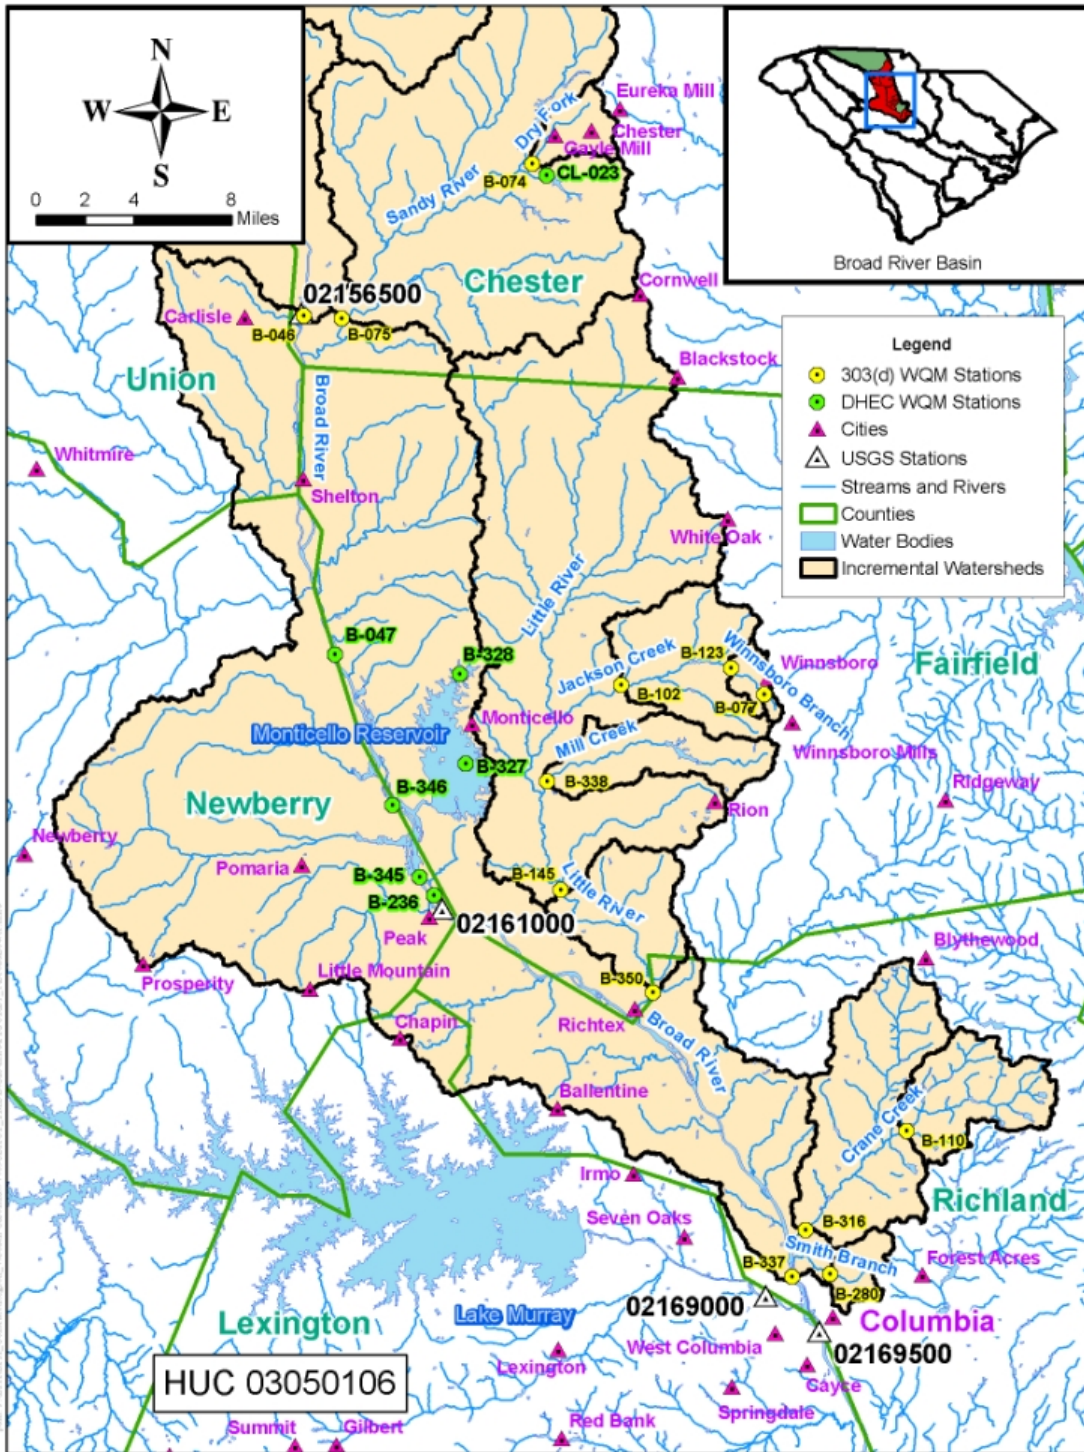 N
W
E
S
0
2
4
8
Miles
Broad River Basin
Eureka Mill
Dry Fork
Chester
Gayle Mill
B-074
CL-023
Sandy River
Chester
Cornwell
02156500
Carlisle
B-046
B-075
Blackstock
Union
Broad River
Legend
303(d) WQM Stations
DHEC WQM Stations
Cities
USGS Stations
Streams and Rivers
Counties
Water Bodies
Incremental Watersheds
Whitmire
Shelton
White Oak
Little River
B-047
B-328
Jackson Creek
B-123
Winnsboro Branch
Winnsboro
Fairfield
B-102
B-077
Monticello
Monticello Reservoir
Mill Creek
Winnsboro Mills
B-327
B-338
Ridgeway
B-346
Newberry
Rion
Newberry
Pomaria
B-345
B-145
Little River
B-236
02161000
Peak
Blythewood
Prosperity
Little Mountain
B-350
Richtex
Broad River
Chapin
Ballentine
Crane Creek
B-110
Irmo
Richland
Seven Oaks
B-316
Smith Branch
B-337
Forest Acres
B-280
02169000
Lake Murray
Columbia
Lexington
West Columbia
02169500
Lexington
Cayce
HUC 03050106
Springdale
Summit
Gilbert
Red Bank